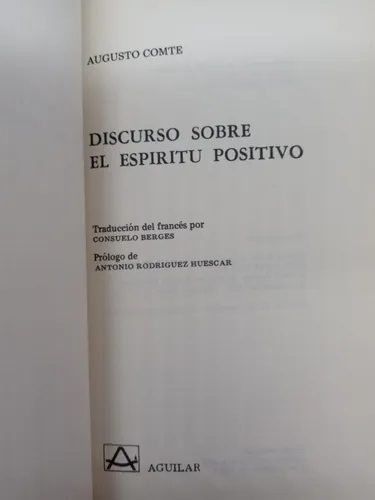 AUGUSTO COMTE
DISCURSO SOBRE
EL ESPIRITU POSITIVO
Traducción del francés por
CONSUELO BERGES
Prólogo de
ANTONIO RODRIGUEZ HUESCAR
AGUILAR